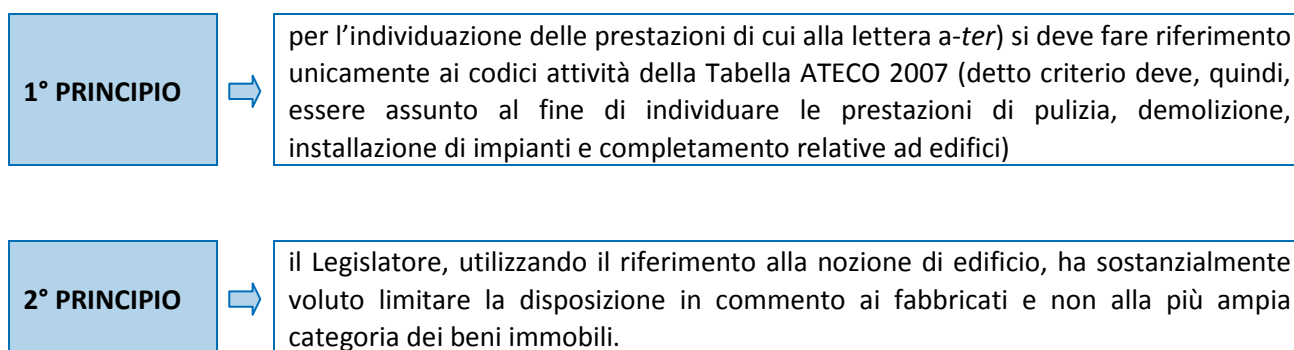 per l’individuazione delle prestazioni di cui alla lettera a-ter) si deve fare riferimento
unicamente ai codici attività della Tabella ATECO 2007 (detto criterio deve, quindi,
1° PRINCIPIO
essere assunto al fine di individuare le prestazioni di pulizia, demolizione,
installazione di impianti e completamento relative ad edifici)
il Legislatore, utilizzando il riferimento alla nozione di edificio, ha sostanzialmente
2° PRINCIPIO
voluto limitare la disposizione in commento ai fabbricati e non alla più ampia
categoria dei beni immobili.